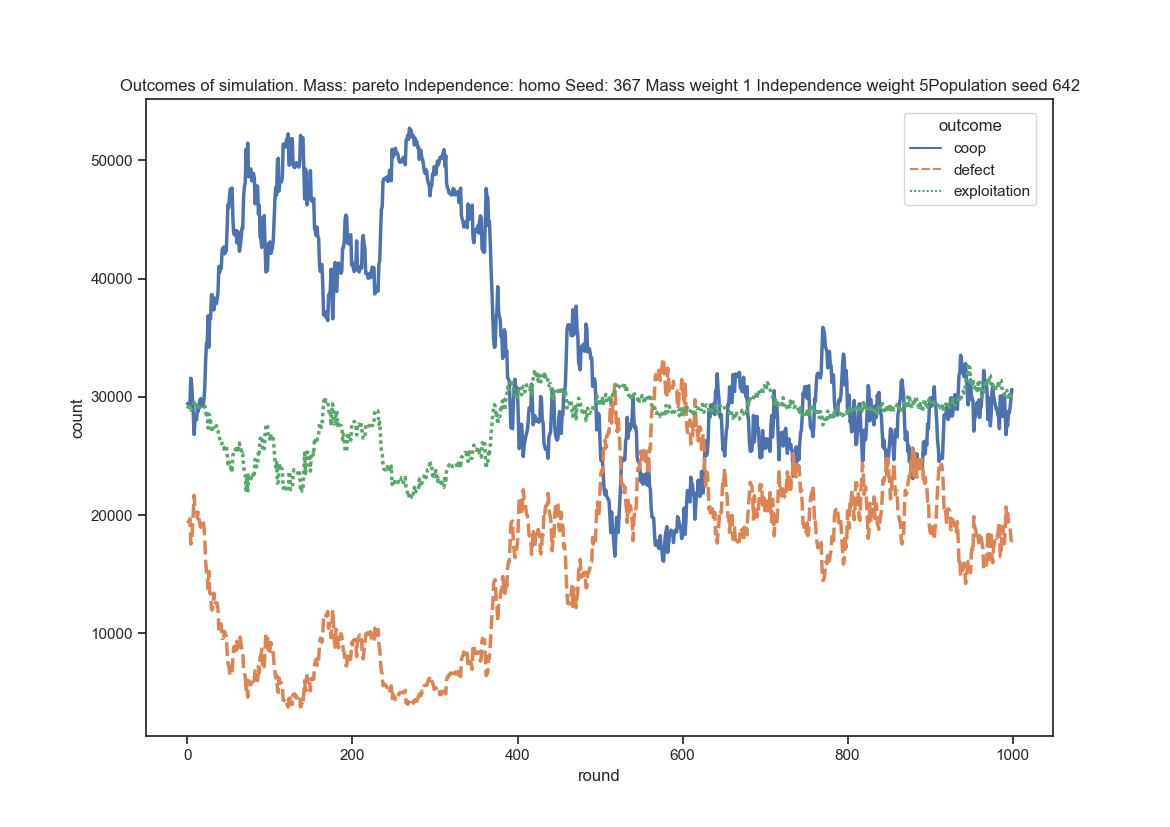 Outcomes of simulation. Mass: pareto Independence: homo Seed: 367 Mass weight 1 Independence weight 5Population seed 642
outcome
coop
defect
exploitation
50000
40000
30000
20000
10000
count
0
200
400
600
800
1000
round